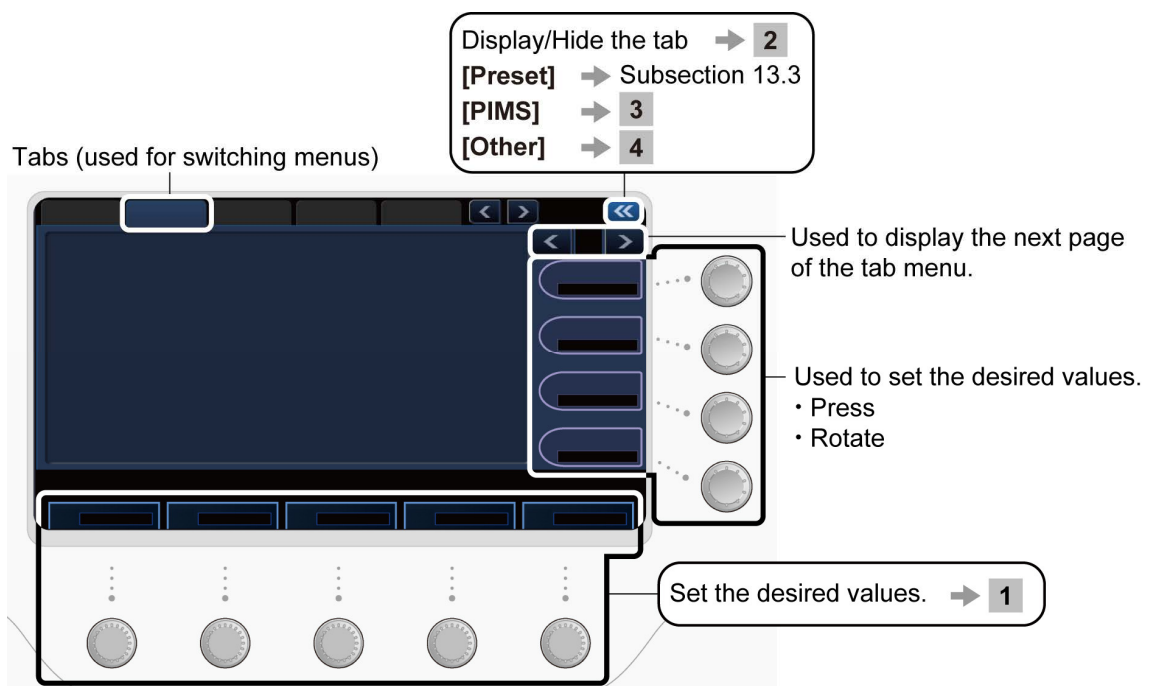 Display/Hide the tab ➡ 2
[Preset] ➡ Subsection 13.3
[PIMS] ➡ 3
[Other] ➡ 4
Tabs (used for switching menus)
Used to display the next page
of the tab menu.
Used to set the desired values.
・Press
・Rotate
Set the desired values. ➡ 1